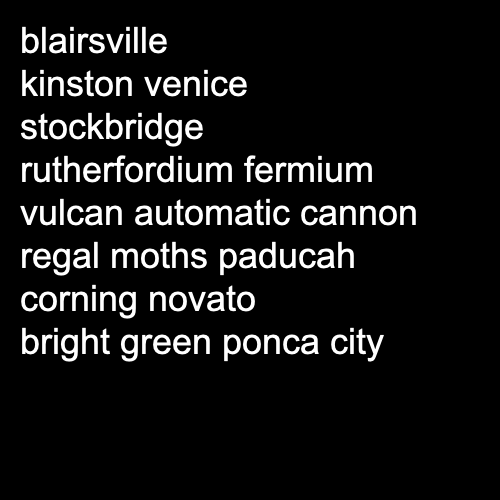 blairsville
kinston venice
stockbridge
rutherfordium fermium
vulcan automatic cannon
regal moths paducah
corning novato
bright green ponca city